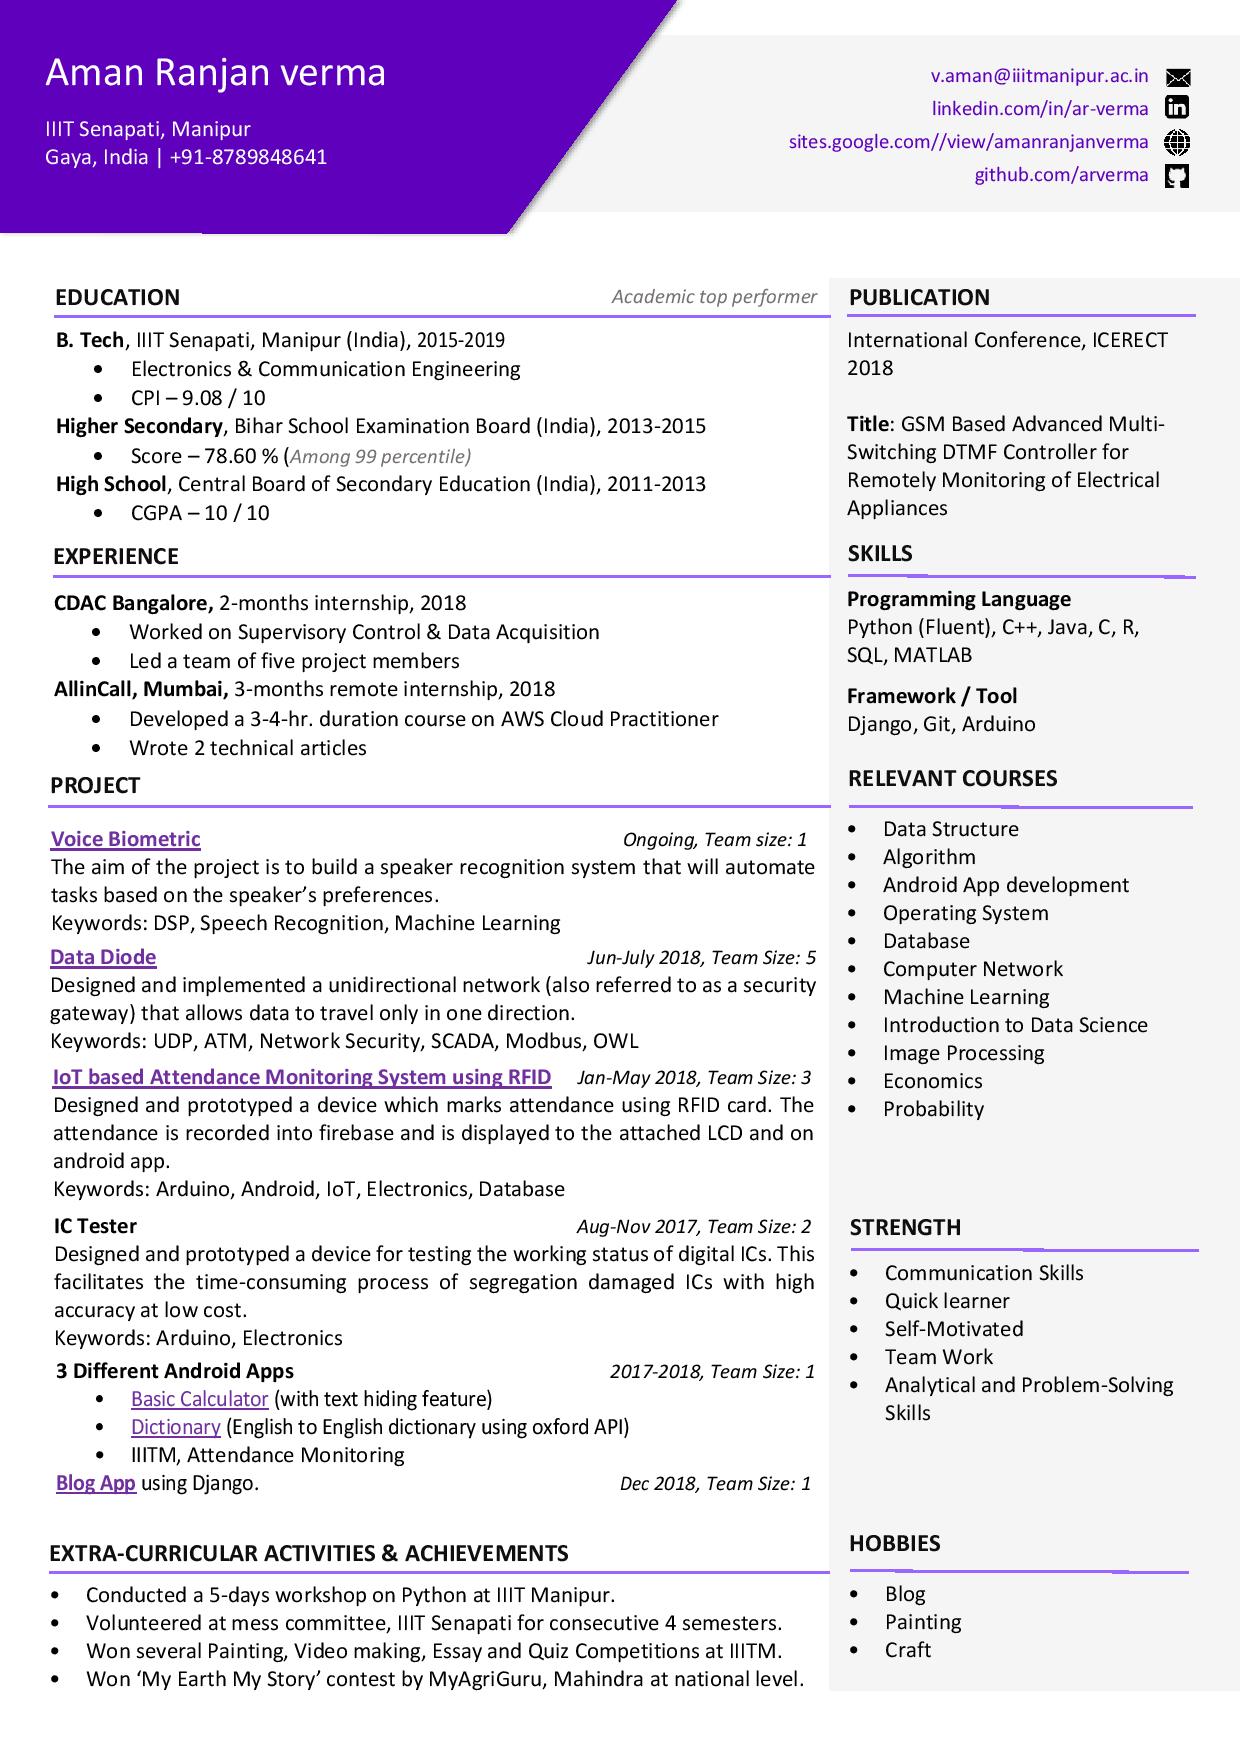 Aman Ranjan verma
IIIT Senapati, Manipur
Gaya, India | +91-8789848641
v.aman@iiitmanipur.ac.in
linkedin.com/in/ar-verma
sites.google.com//view/amanranjanverma
github.com/arverma
EDUCATION Academic top performer
B. Tech, IIIT Senapati, Manipur (India), 2015-2019
• Electronics & Communication Engineering
• CPI – 9.08 / 10
Higher Secondary, Bihar School Examination Board (India), 2013-2015
• Score – 78.60 % (Among 99 percentile)
High School, Central Board of Secondary Education (India), 2011-2013
• CGPA – 10 / 10
EXPERIENCE
CDAC Bangalore, 2-months internship, 2018
• Worked on Supervisory Control & Data Acquisition
• Led a team of five project members
AllinCall, Mumbai, 3-months remote internship, 2018
• Developed a 3-4-hr. duration course on AWS Cloud Practitioner
• Wrote 2 technical articles
PROJECT
Voice Biometric Ongoing, Team size: 1
The aim of the project is to build a speaker recognition system that will automate
tasks based on the speaker’s preferences.
Keywords: DSP, Speech Recognition, Machine Learning
Data Diode Jun-July 2018, Team Size: 5
Designed and implemented a unidirectional network (also referred to as a security
gateway) that allows data to travel only in one direction.
Keywords: UDP, ATM, Network Security, SCADA, Modbus, OWL
IoT based Attendance Monitoring System using RFID Jan-May 2018, Team Size: 3
Designed and prototyped a device which marks attendance using RFID card. The
attendance is recorded into firebase and is displayed to the attached LCD and on
android app.
Keywords: Arduino, Android, IoT, Electronics, Database
IC Tester Aug-Nov 2017, Team Size: 2
Designed and prototyped a device for testing the working status of digital ICs. This
facilitates the time-consuming process of segregation damaged ICs with high
accuracy at low cost.
Keywords: Arduino, Electronics
3 Different Android Apps 2017-2018, Team Size: 1
• Basic Calculator (with text hiding feature)
• Dictionary (English to English dictionary using oxford API)
• IIITM, Attendance Monitoring
Blog App using Django. Dec 2018, Team Size: 1
EXTRA-CURRICULAR ACTIVITIES & ACHIEVEMENTS
• Conducted a 5-days workshop on Python at IIIT Manipur.
• Volunteered at mess committee, IIIT Senapati for consecutive 4 semesters.
• Won several Painting, Video making, Essay and Quiz Competitions at IIITM.
• Won ‘My Earth My Story’ contest by MyAgriGuru, Mahindra at national level.
PUBLICATION
International Conference, ICERECT
2018
Title: GSM Based Advanced Multi-
Switching DTMF Controller for
Remotely Monitoring of Electrical
Appliances
SKILLS
Programming Language
Python (Fluent), C++, Java, C, R,
SQL, MATLAB
Framework / Tool
Django, Git, Arduino
RELEVANT COURSES
• Data Structure
• Algorithm
• Android App development
• Operating System
• Database
• Computer Network
• Machine Learning
• Introduction to Data Science
• Image Processing
• Economics
• Probability
STRENGTH
• Communication Skills
• Quick learner
• Self-Motivated
• Team Work
• Analytical and Problem-Solving
Skills
HOBBIES
• Blog
• Painting
• Craft